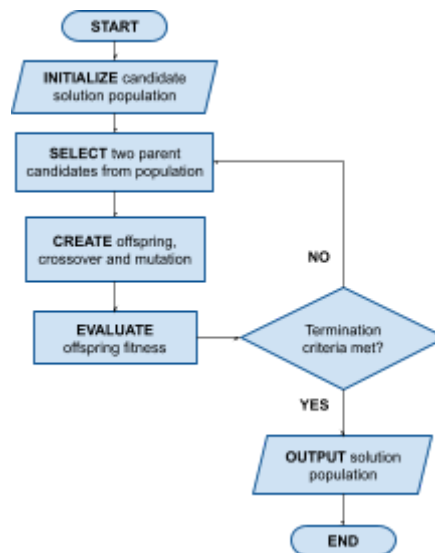 START
INITIALIZE candidate
solution population
SELECT two parent
candidates from population
CREATE offspring,
crossover and mutation
NO
EVALUATE
offspring fitness
Termination
criteria met?
YES
OUTPUT solution
population
END